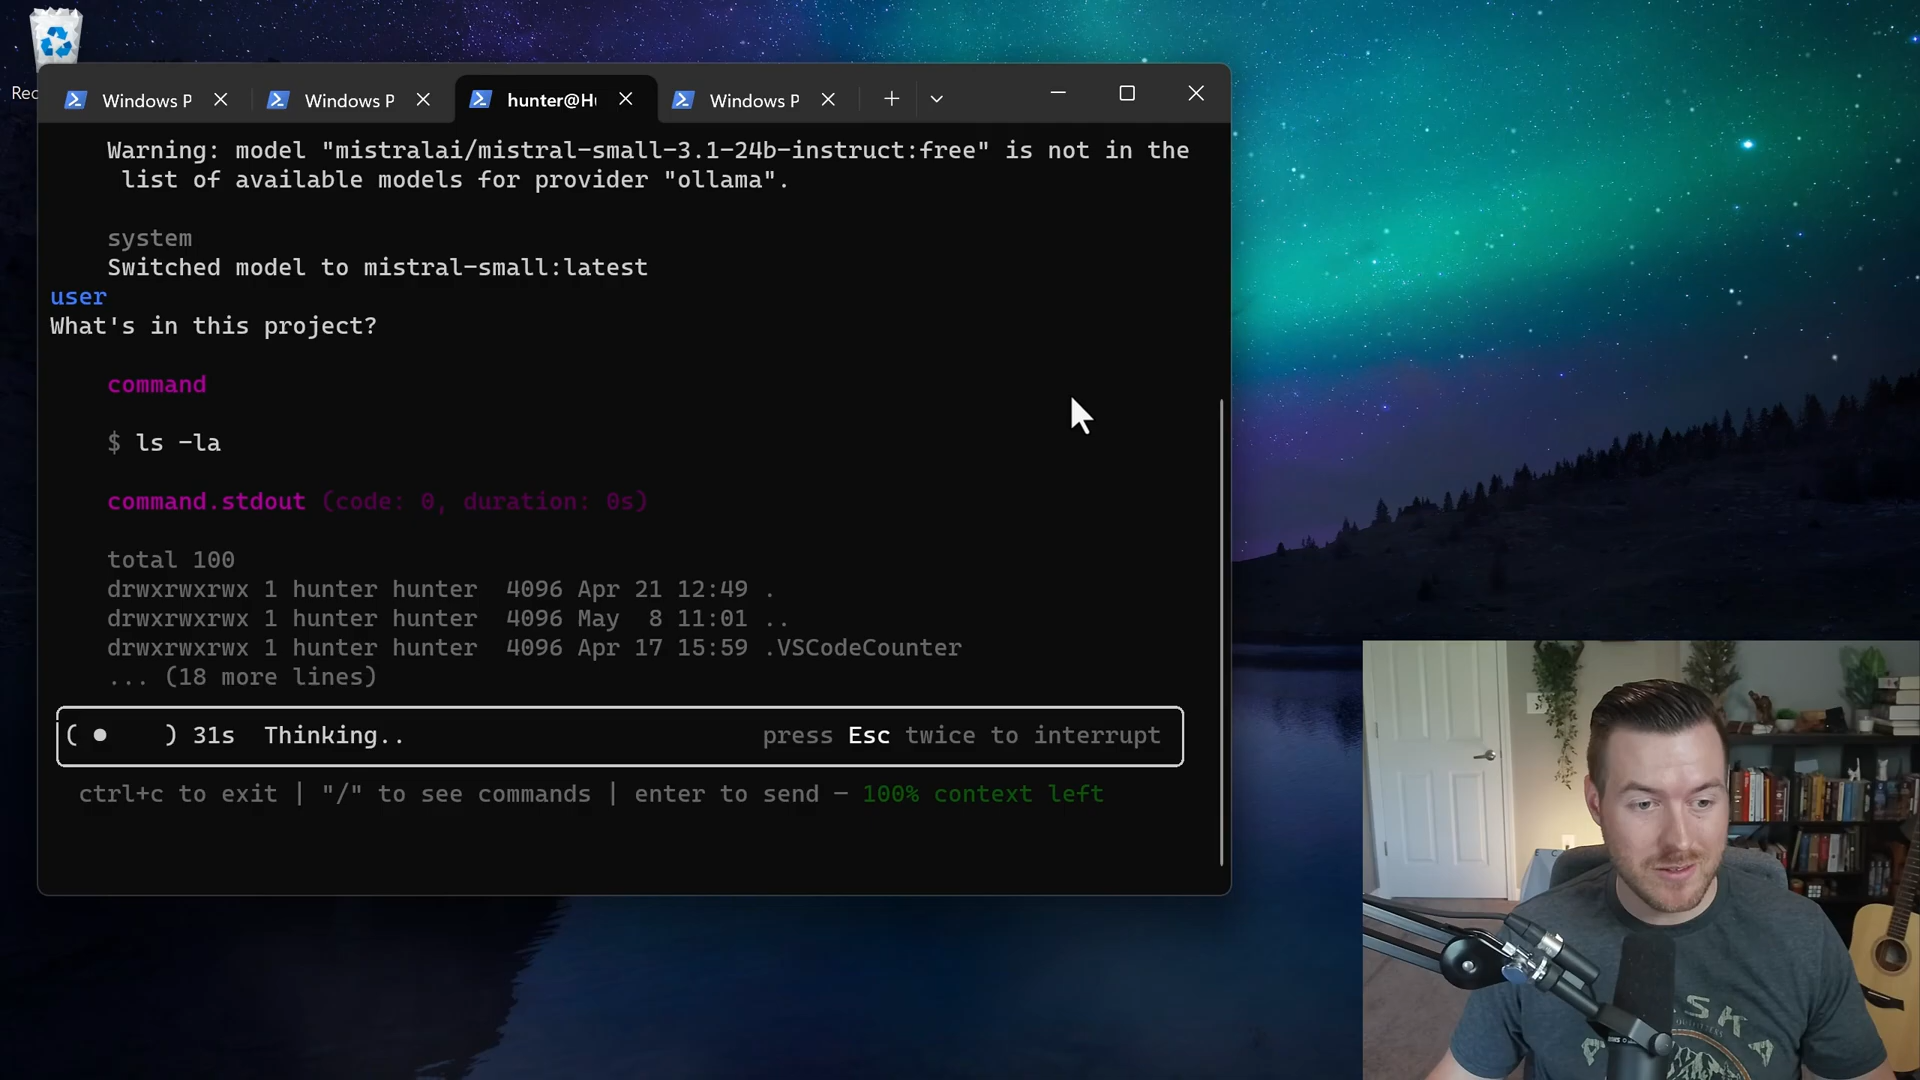 Rec
Windows P
Windows P
hunter@H
Windows P
Warning: model "mistralai/mistral-small-3.1-24b-instruct:free" is not in the
list of available models for provider "ollama".
system
Switched model to mistral-small:latest
user
What's in this project?
command
$ ls -la
command.stdout (code: 0, duration: 0s)
total 100
drwxrwxrwx 1 hunter hunter 4096 Apr 21 12:49 .
drwxrwxrwx 1 hunter hunter 4096 May 8 11:01 ..
drwxrwxrwx 1 hunter hunter 4096 Apr 17 15:59 .VSCodeCounter
... (18 more lines)
( ● ) 31s Thinking.. press Esc twice to interrupt
ctrl+c to exit | "/" to see commands | enter to send — 100% context left